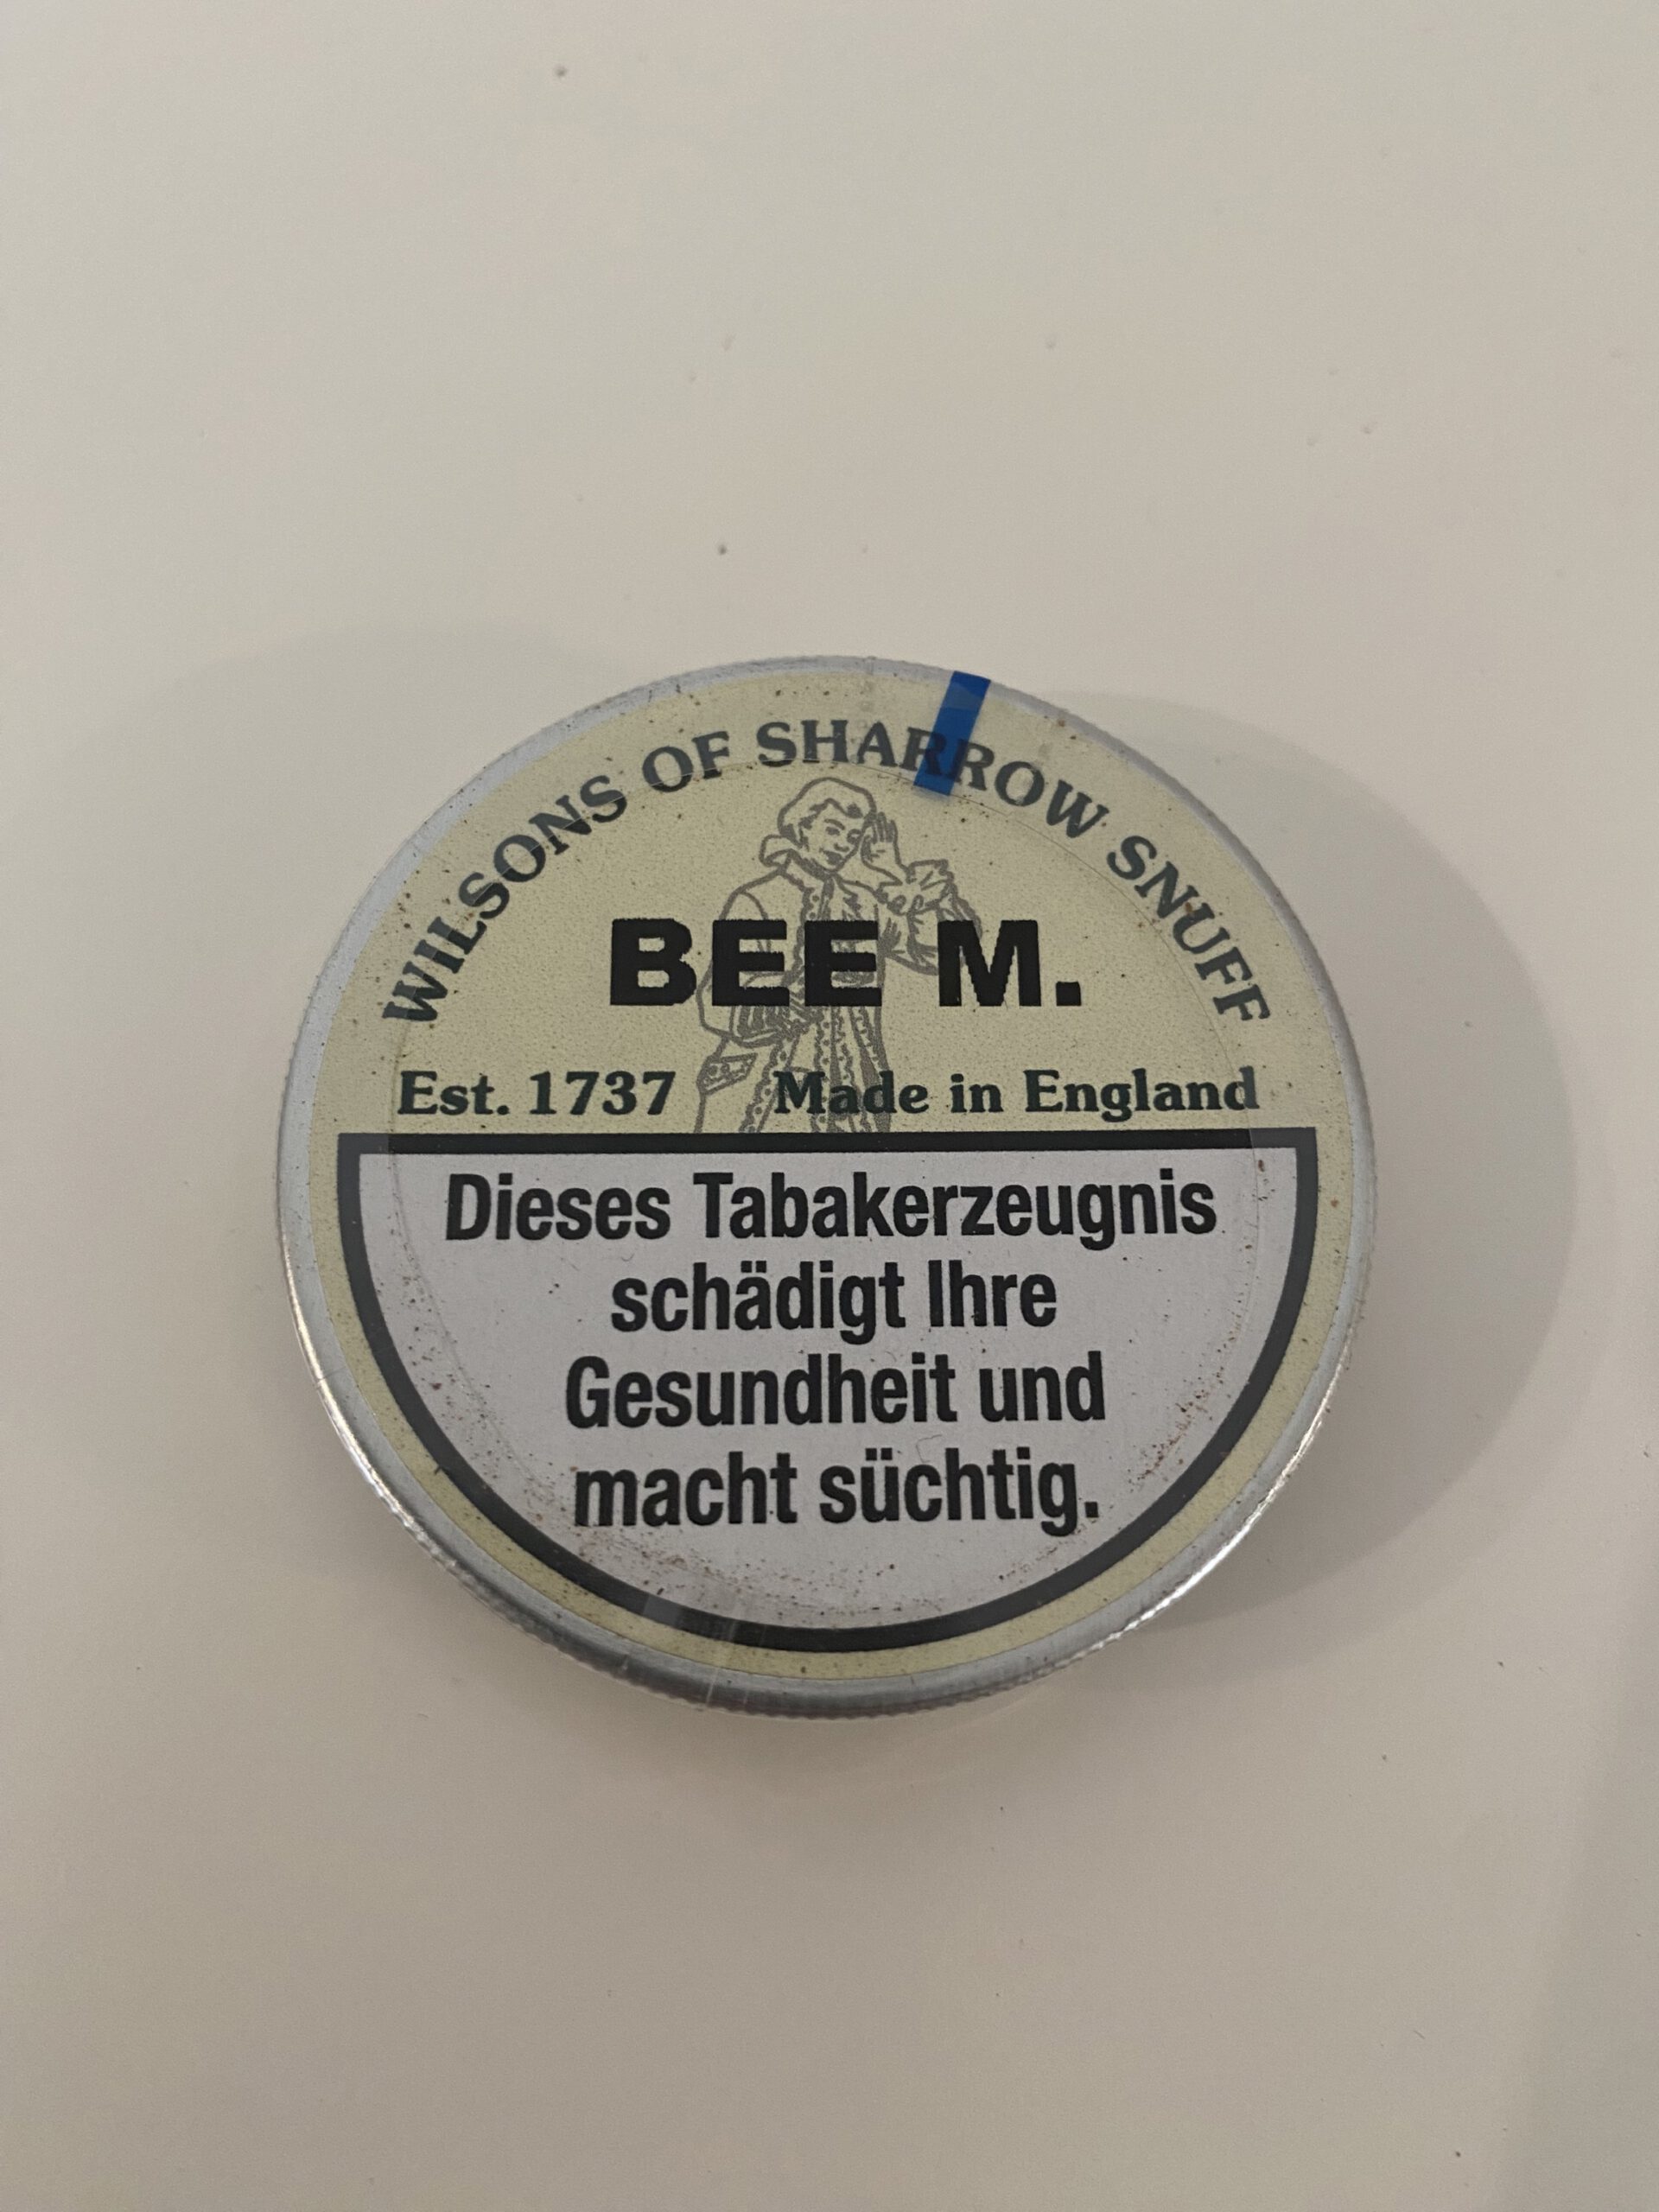 WILSONS OF SHARROW SNUFF
BEE M.
Est. 1737 Made in England
Dieses Tabakerzeugnis
schädigt Ihre
Gesundheit und
macht süchtig.